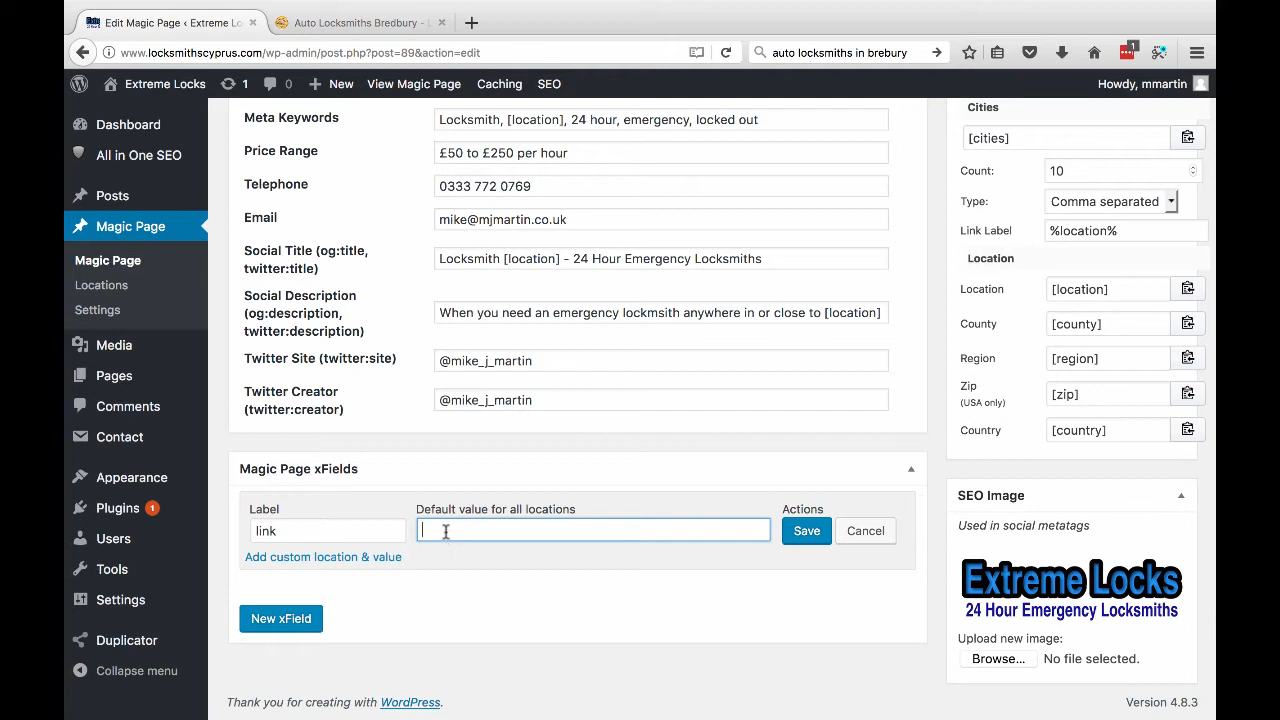 Edit Magic Page ‹ Extreme Lo...
Auto Locksmiths Bredbury - L
www.locksmithscyprus.com/wp-admin/post.php?post=89&action=edit
auto locksmiths in brebury
1
Extreme Locks
1
0
New
View Magic Page
Caching
SEO
Howdy, mmartin
Dashboard
All in One SEO
Posts
Magic Page
Magic Page
Locations
Settings
Media
Pages
Comments
Contact
Appearance
Plugins 1
Users
Tools
Settings
Duplicator
Collapse menu
Meta Keywords
Locksmith, [location], 24 hour, emergency, locked out
Price Range
£50 to £250 per hour
Telephone
0333 772 0769
Email
mike@mjmartin.co.uk
Social Title (og:title,
twitter:title)
Locksmith [location] - 24 Hour Emergency Locksmiths
Social Description
(og:description,
twitter:description)
When you need an emergency lockmsith anywhere in or close to [location]
Twitter Site (twitter:site)
@mike_j_martin
Twitter Creator
(twitter:creator)
@mike_j_martin
Magic Page xFields
Label
Default value for all locations
Actions
link
Save
Cancel
Add custom location & value
New xField
Thank you for creating with WordPress.
Cities
[cities]
Count:
10
Type:
Comma separated
Link Label
%location%
Location
Location
[location]
County
[county]
Region
[region]
Zip
(USA only)
[zip]
Country
[country]
SEO Image
Used in social metatags
Extreme Locks
24 Hour Emergency Locksmiths
Upload new image:
Browse...
No file selected.
Version 4.8.3